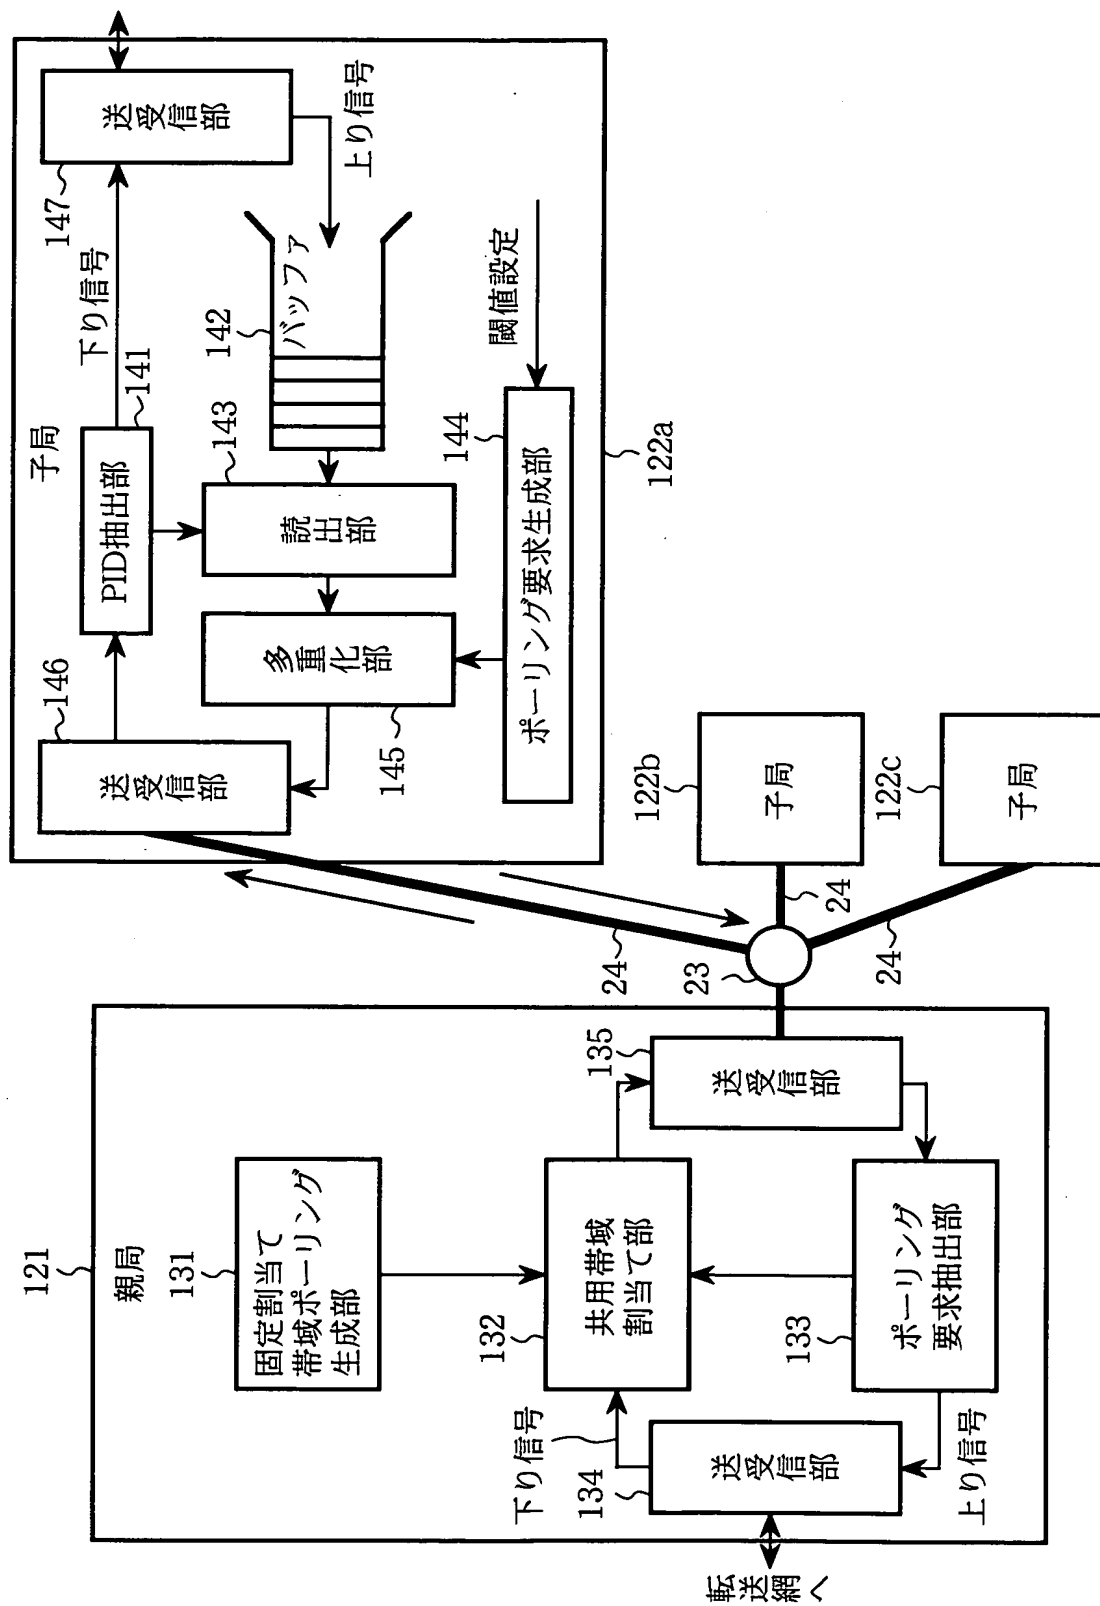 121
親局
131
固定割当て
帯域ポーリング
生成部
132
共用帯域
割当て部
133
ポーリング
要求抽出部
下り信号
134
送受信部
上り信号
転送網へ
135
送受信部
23
24
24
24
122b
子局
122c
子局
子局
122a
146
送受信部
PID抽出部
141
下り信号
147
送受信部
上り信号
142
バッファ
143
読出部
145
多重化部
144
ポーリング要求生成部
閾値設定